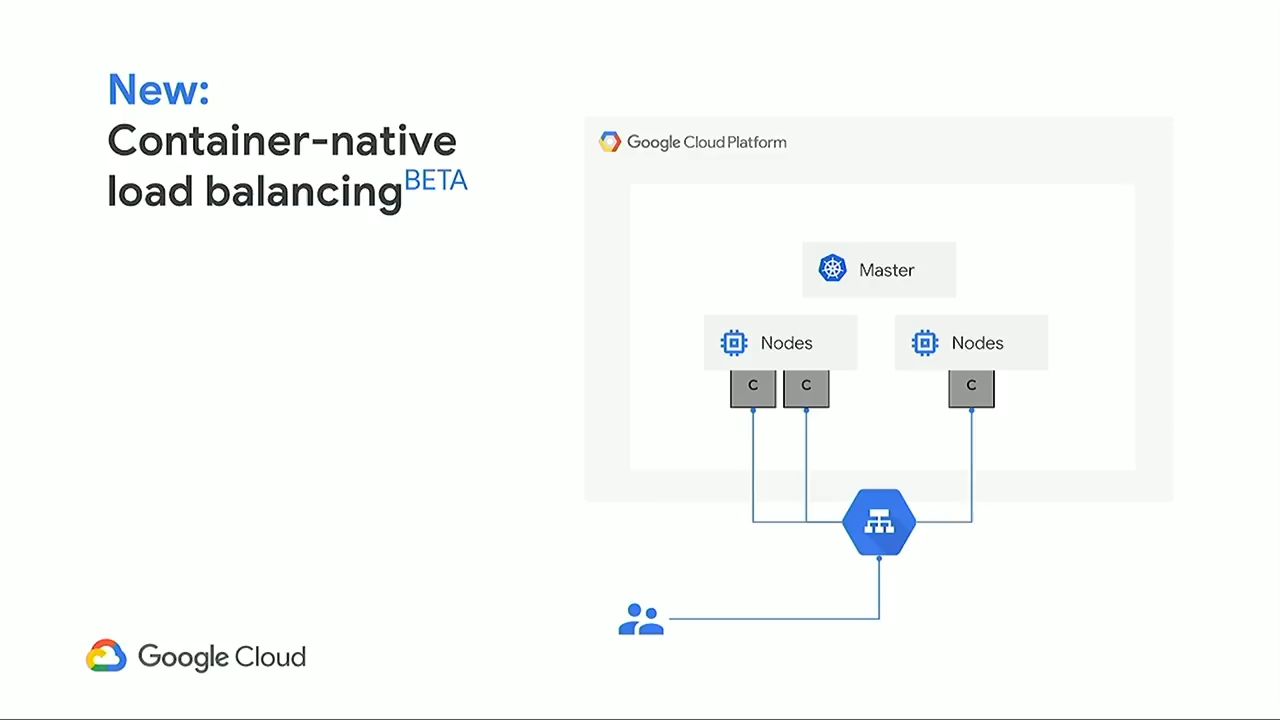 New:
Container-native
load balancingBETA
Google Cloud Platform
Master
Nodes
Nodes
C
C
C
Google Cloud